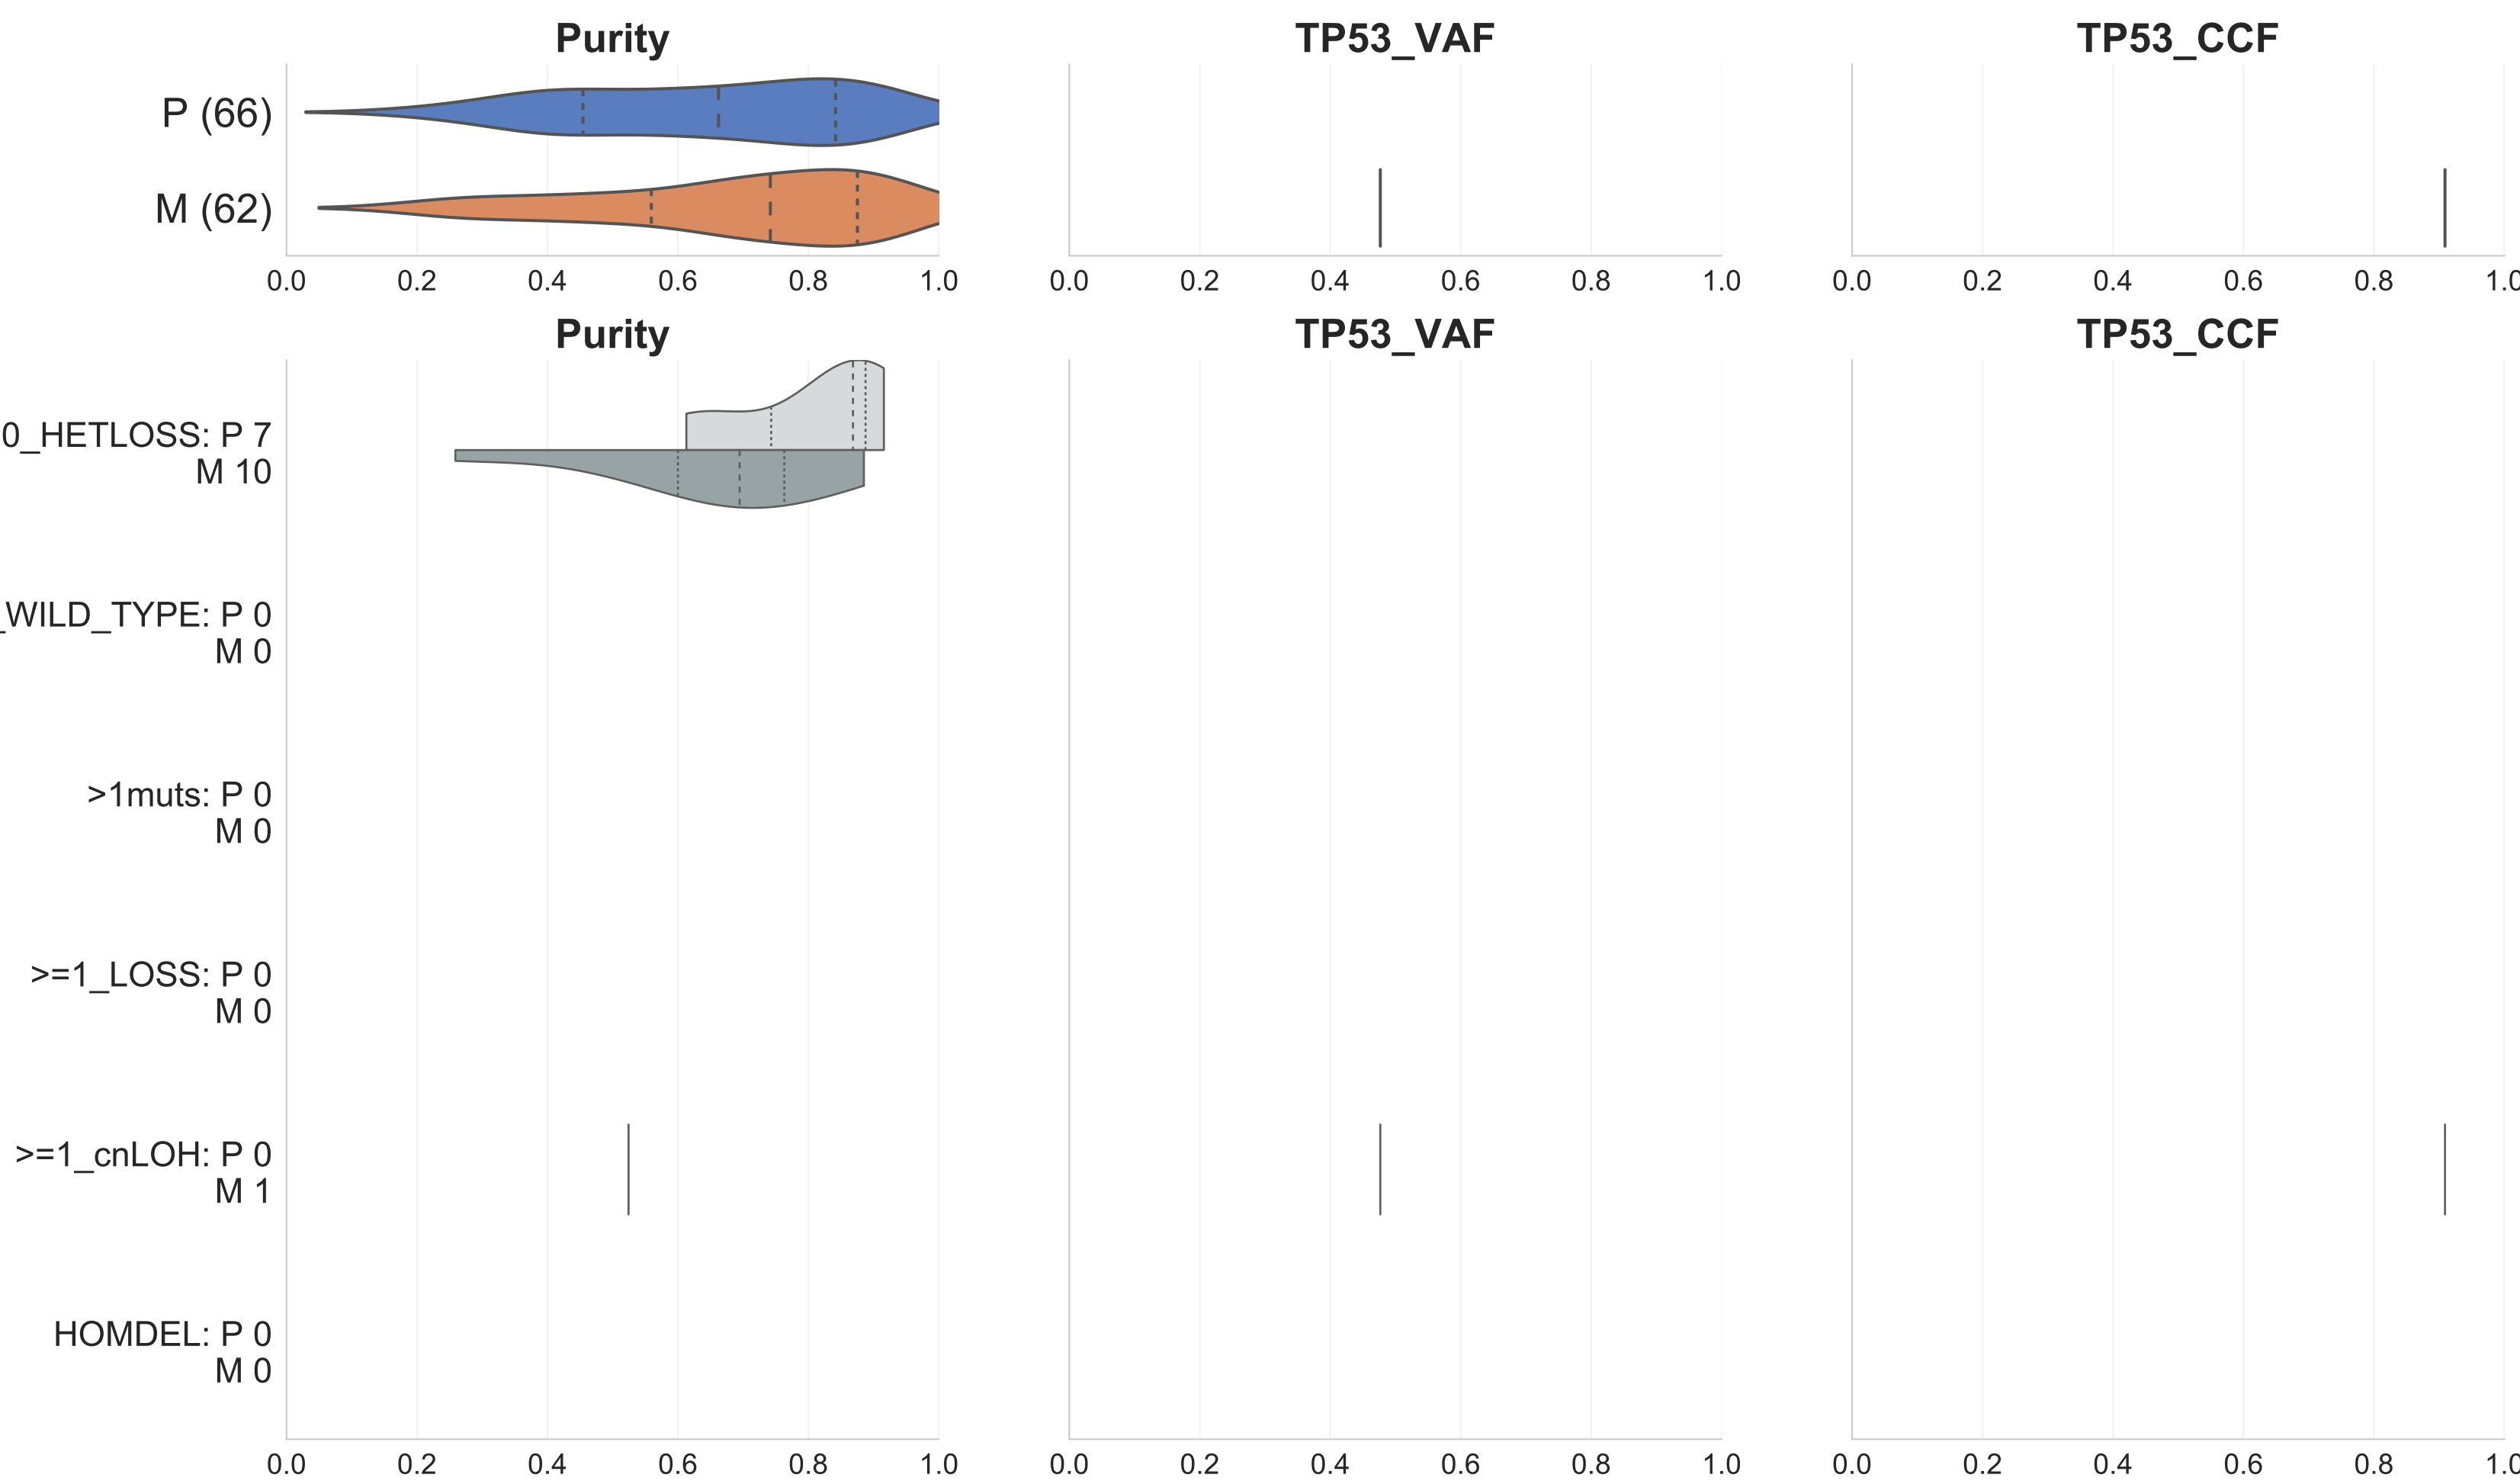 Purity TP53_VAF TP53_CCF
P (66)
M (62)
0.0 0.2 0.4 0.6 0.8 1.0 0.0 0.2 0.4 0.6 0.8 1.0 0.0 0.2 0.4 0.6 0.8 1.0
Purity TP53_VAF TP53_CCF
0_HETLOSS: P 7
M 10
_WILD_TYPE: P 0
M 0
>1muts: P 0
M 0
>=1_LOSS: P 0
M 0
>=1_cnLOH: P 0
M 1
HOMDEL: P 0
M 0
0.0 0.2 0.4 0.6 0.8 1.0 0.0 0.2 0.4 0.6 0.8 1.0 0.0 0.2 0.4 0.6 0.8 1.0